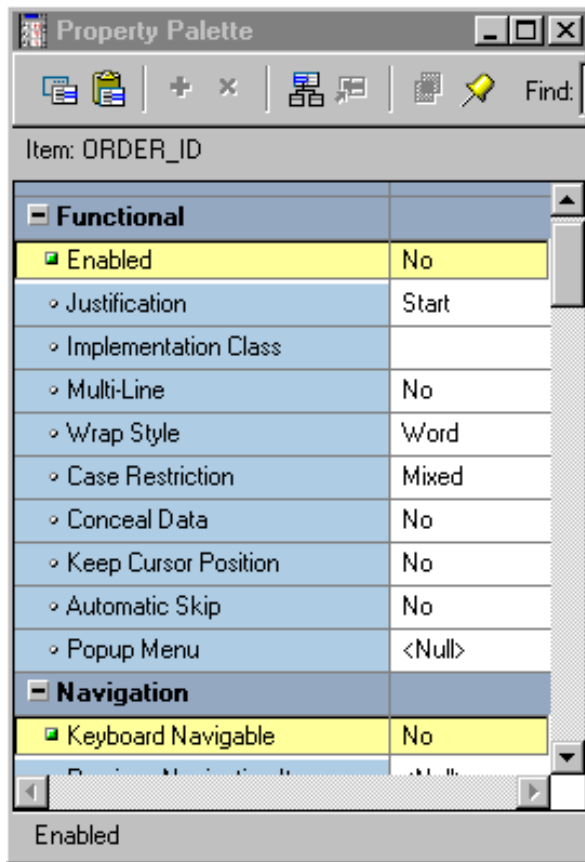 Property Palette
Find:
Item: ORDER_ID
Functional
Enabled No
Justification Start
Implementation Class
Multi-Line No
Wrap Style Word
Case Restriction Mixed
Conceal Data No
Keep Cursor Position No
Automatic Skip No
Popup Menu <Null>
Navigation
Keyboard Navigable No
Enabled